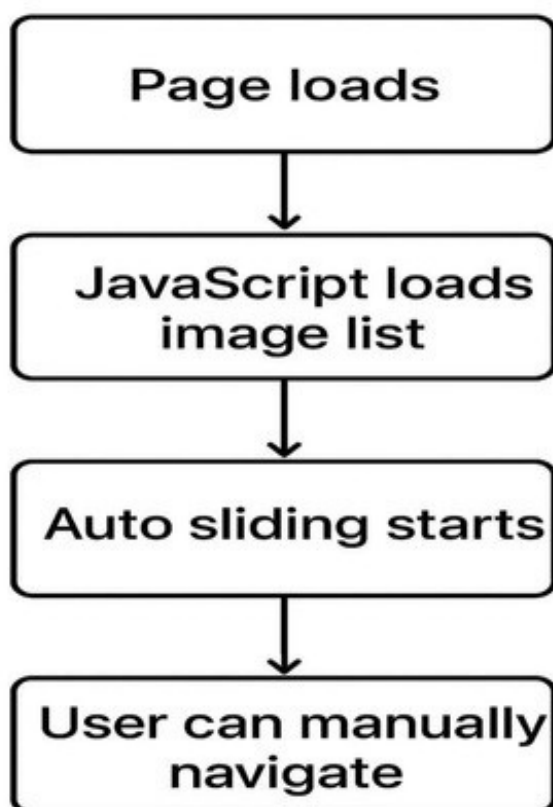 Page loads
JavaScript loads
image list
Auto sliding starts
User can manually
navigate